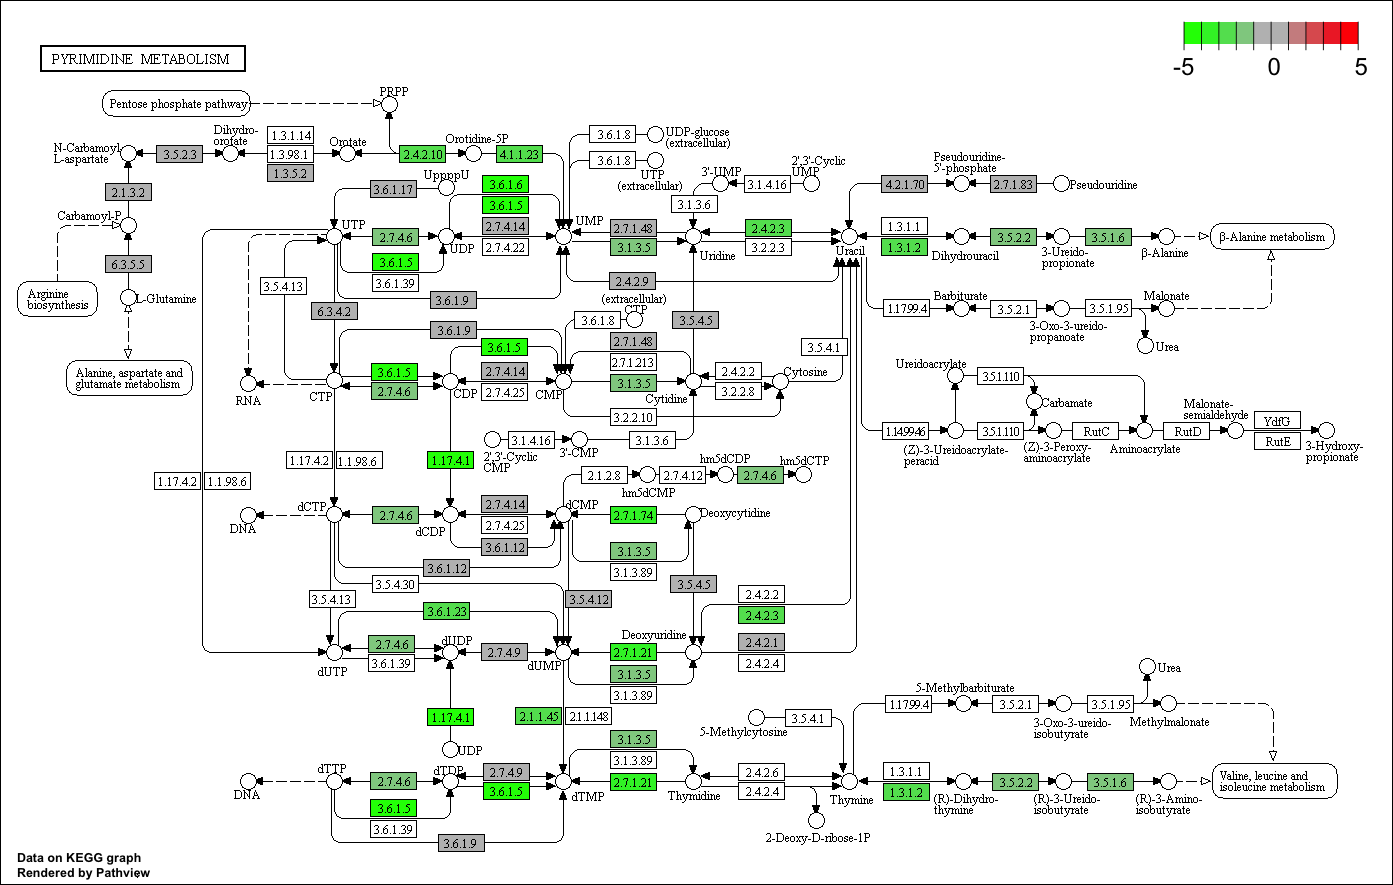 PYRIMIDINE METABOLISM
-5 0 5
Pentose phosphate pathway
PRPP
N-Carbamoyl-
L-aspartate
3.5.2.3
Dihydro-
orotate
1.3.1.14
1.3.98.1
1.3.5.2
Orotate
2.4.2.10
Orotidine-5P
4.1.1.23
3.6.1.8
UDP-glucose
(extracellular)
3.6.1.8
UTP
(extracellular)
2.1.3.2
Carbamoyl-P
6.3.5.5
L-Glutamine
Arginine
biosynthesis
Alanine, aspartate and
glutamate metabolism
UppppU
3.6.1.17
3.6.1.6
3.6.1.5
UTP
2.7.4.6
UDP
2.7.4.14
2.7.4.22
UMP
2.7.1.48
3.1.3.5
3'-UMP
3.1.4.16
2',3'-Cyclic
UMP
3.1.3.6
Uridine
2.4.2.3
3.2.2.3
Uracil
4.2.1.70
Pseudouridine-
5'-phosphate
2.7.1.83
Pseudouridine
1.3.1.1
1.3.1.2
Dihydrouracil
3.5.2.2
3-Ureido-
propionate
3.5.1.6
β-Alanine
β-Alanine metabolism
3.6.1.5
3.6.1.39
3.5.4.13
3.6.1.9
2.4.2.9
(extracellular)
CTP
3.6.1.8
6.3.4.2
3.6.1.9
3.5.4.5
1.17.99.4
Barbiturate
3.5.2.1
3-Oxo-3-ureido-
propanoate
3.5.1.95
Malonate
Urea
3.6.1.5
2.7.1.48
2.7.1.213
3.5.4.1
RNA
CTP
3.6.1.5
2.7.4.6
CDP
2.7.4.14
2.7.4.25
CMP
3.1.3.5
Cytidine
2.4.2.2
3.2.2.8
Cytosine
3.2.2.10
Ureidoacrylate
3.5.1.110
Carbamate
1.14.99.46
(Z)-3-Ureidoacrylate-
peracid
3.5.1.110
(Z)-3-Peroxy-
aminoacrylate
RutC
Aminoacrylate
RutD
Malonate-
semialdehyde
YdfG
RutE
3-Hydroxy-
propionate
2',3'-Cyclic
CMP
3.1.4.16
3'-CMP
3.1.3.6
1.17.4.2
1.1.98.6
1.17.4.2
1.1.98.6
1.17.4.1
2.1.2.8
hm5dCMP
2.7.4.12
hm5dCDP
2.7.4.6
hm5dCTP
DNA
dCTP
2.7.4.6
dCDP
2.7.4.14
2.7.4.25
3.6.1.12
dCMP
2.7.1.74
Deoxycytidine
3.1.3.5
3.1.3.89
3.6.1.12
3.5.4.30
3.5.4.13
3.5.4.12
3.5.4.5
3.6.1.23
2.4.2.2
2.4.2.3
2.4.2.1
2.4.2.4
dUTP
2.7.4.6
3.6.1.39
dUDP
2.7.4.9
dUMP
Deoxyuridine
2.7.1.21
3.1.3.5
3.1.3.89
1.17.4.1
UDP
2.1.1.45
2.1.1.148
5-Methylcytosine
3.5.4.1
5-Methylbarbiturate
1.17.99.4
3.5.2.1
3-Oxo-3-ureido-
isobutyrate
3.5.1.95
Urea
Methylmalonate
3.1.3.5
3.1.3.89
2.7.1.21
DNA
dTTP
2.7.4.6
3.6.1.5
3.6.1.39
dTDP
2.7.4.9
3.6.1.5
dTMP
3.6.1.9
Thymidine
2.4.2.6
2.4.2.4
2-Deoxy-D-ribose-1P
Thymine
1.3.1.1
1.3.1.2
(R)-Dihydro-
thymine
3.5.2.2
(R)-3-Ureido-
isobutyrate
3.5.1.6
(R)-3-Amino-
isobutyrate
Valine, leucine and
isoleucine metabolism
Data on KEGG graph
Rendered by Pathview